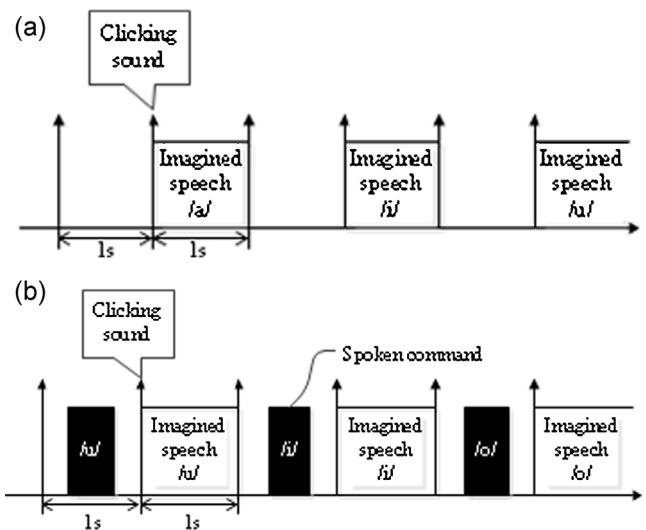 (a)
Clicking
sound
Imagined
speech
/a/
Imagined
speech
/i/
Imagined
speech
/u/
1s
1s
(b)
Clicking
sound
Spoken command
/u/
Imagined
speech
/u/
/i/
Imagined
speech
/i/
/o/
Imagined
speech
/o/
1s
1s